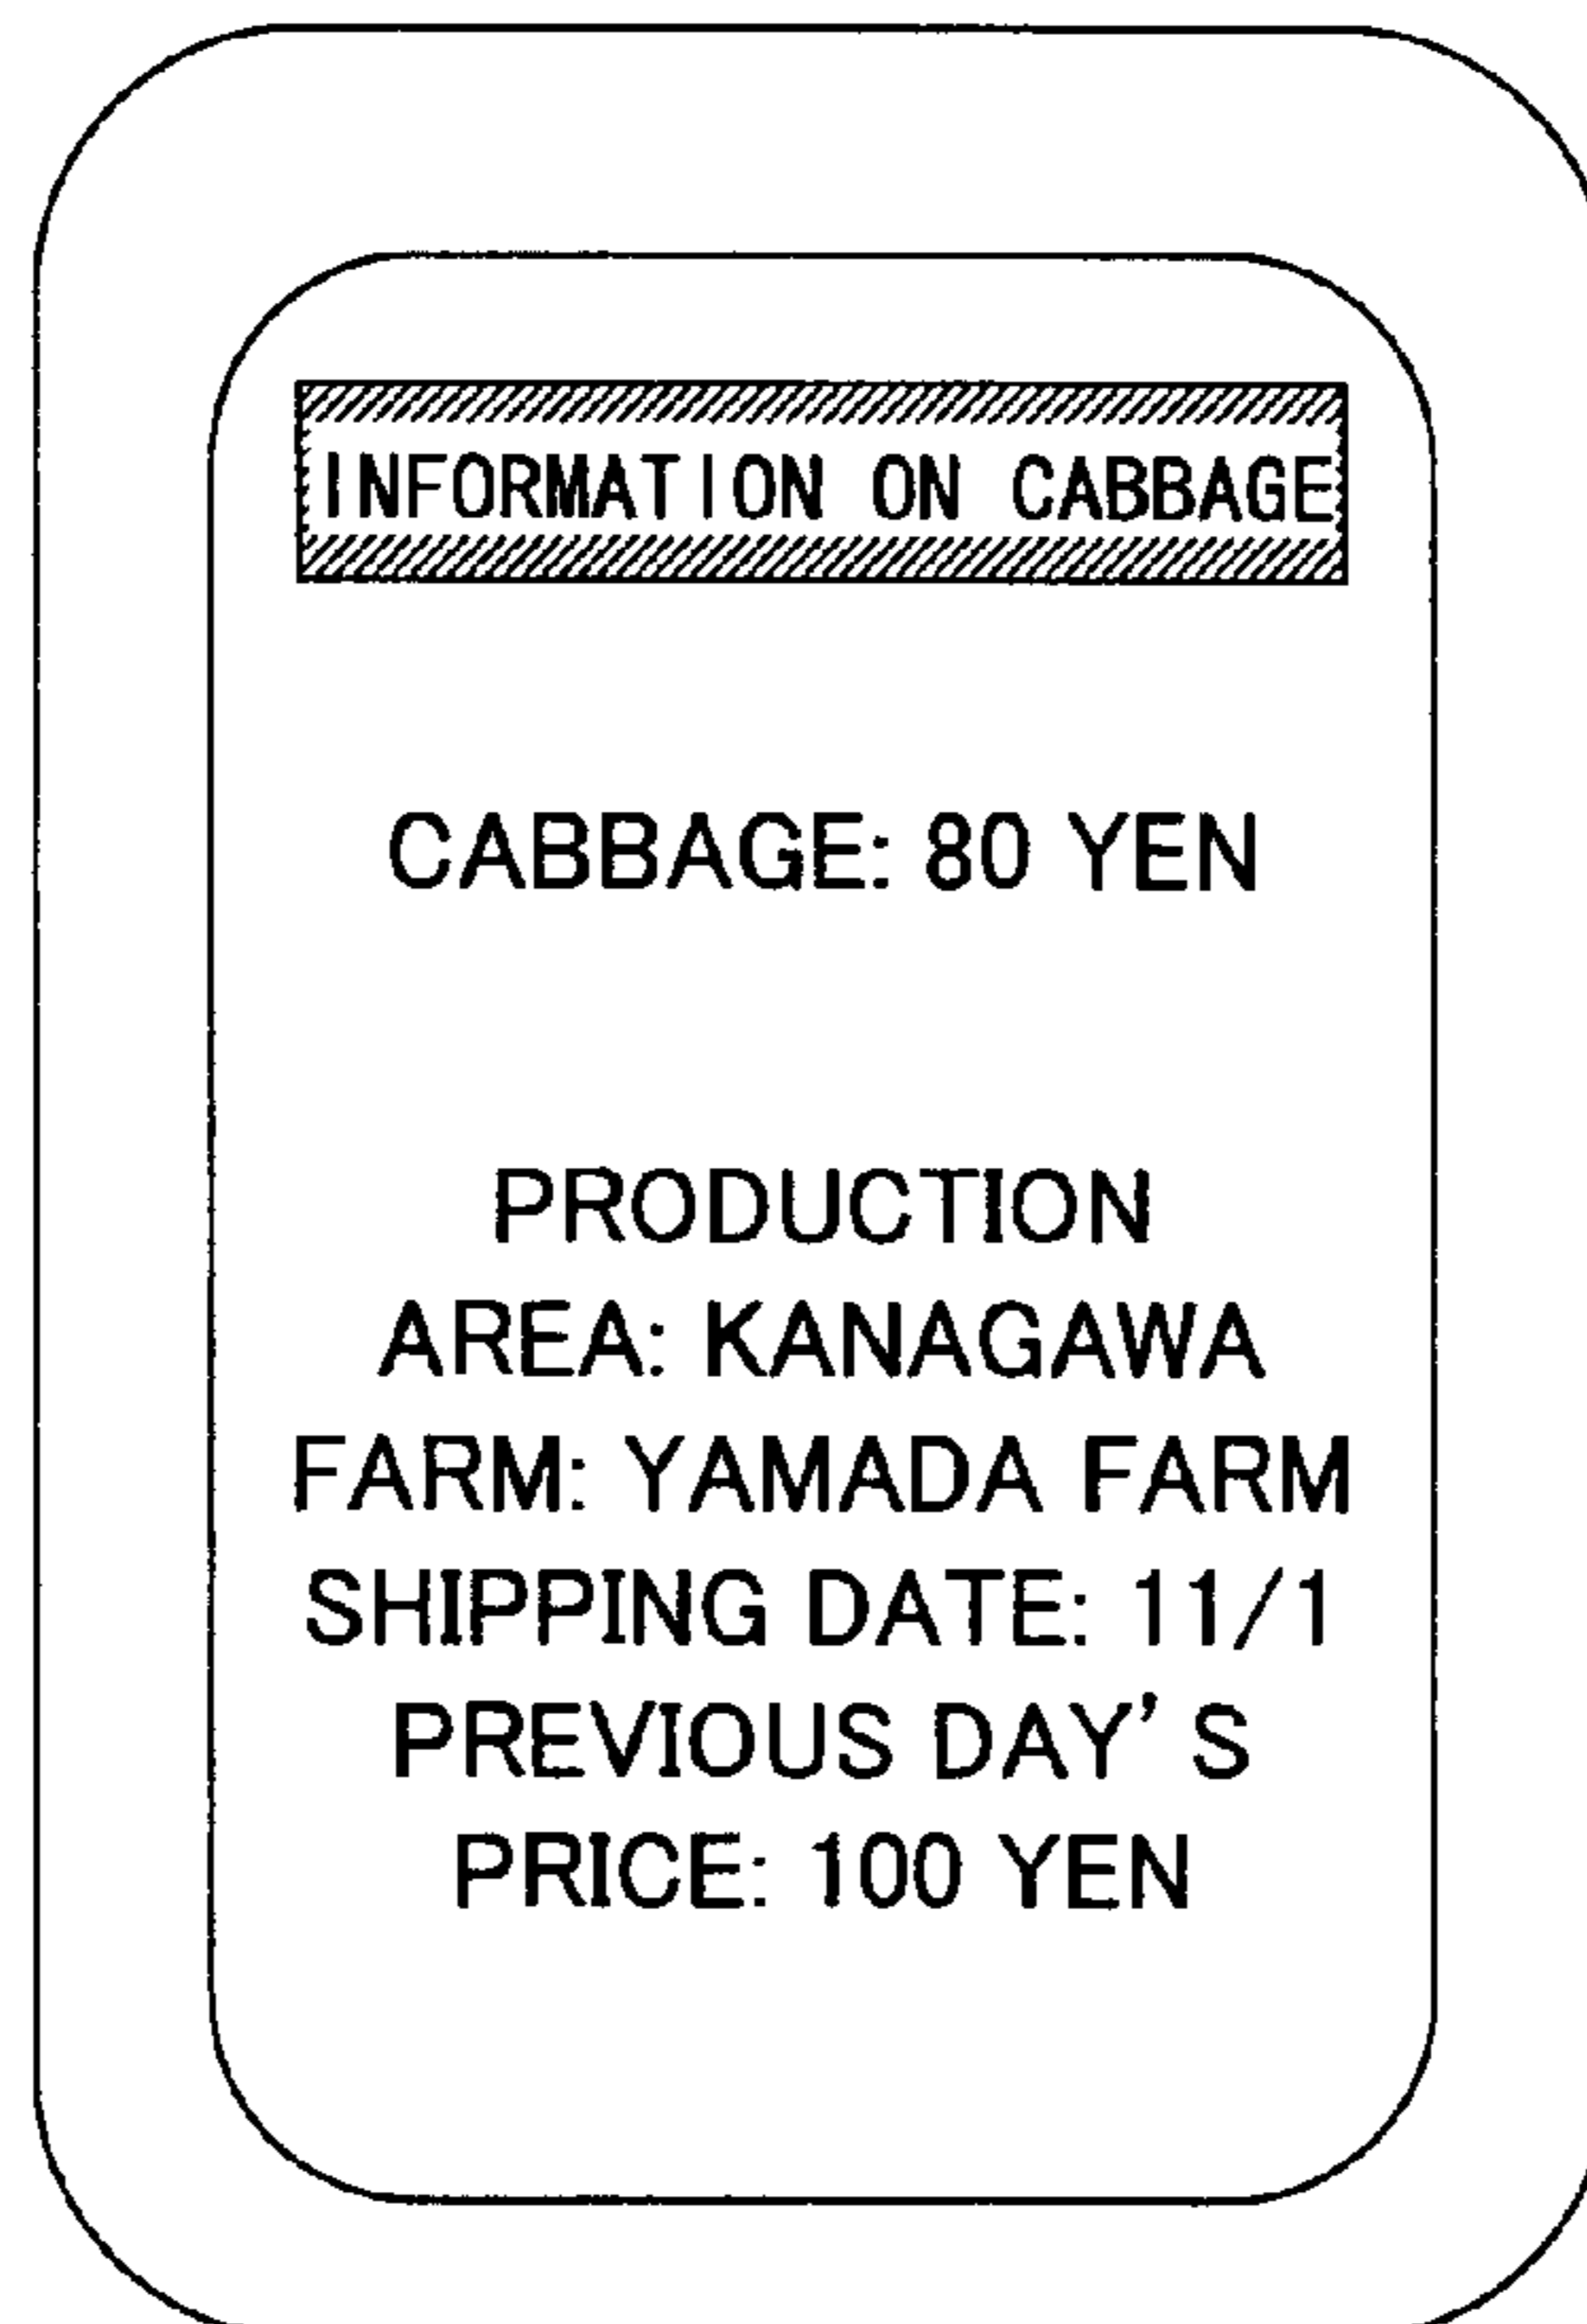 INFORMATION ON CABBAGE
CABBAGE: 80 YEN
PRODUCTION
AREA: KANAGAWA
FARM: YAMADA FARM
SHIPPING DATE: 11/1
PREVIOUS DAY'S
PRICE: 100 YEN